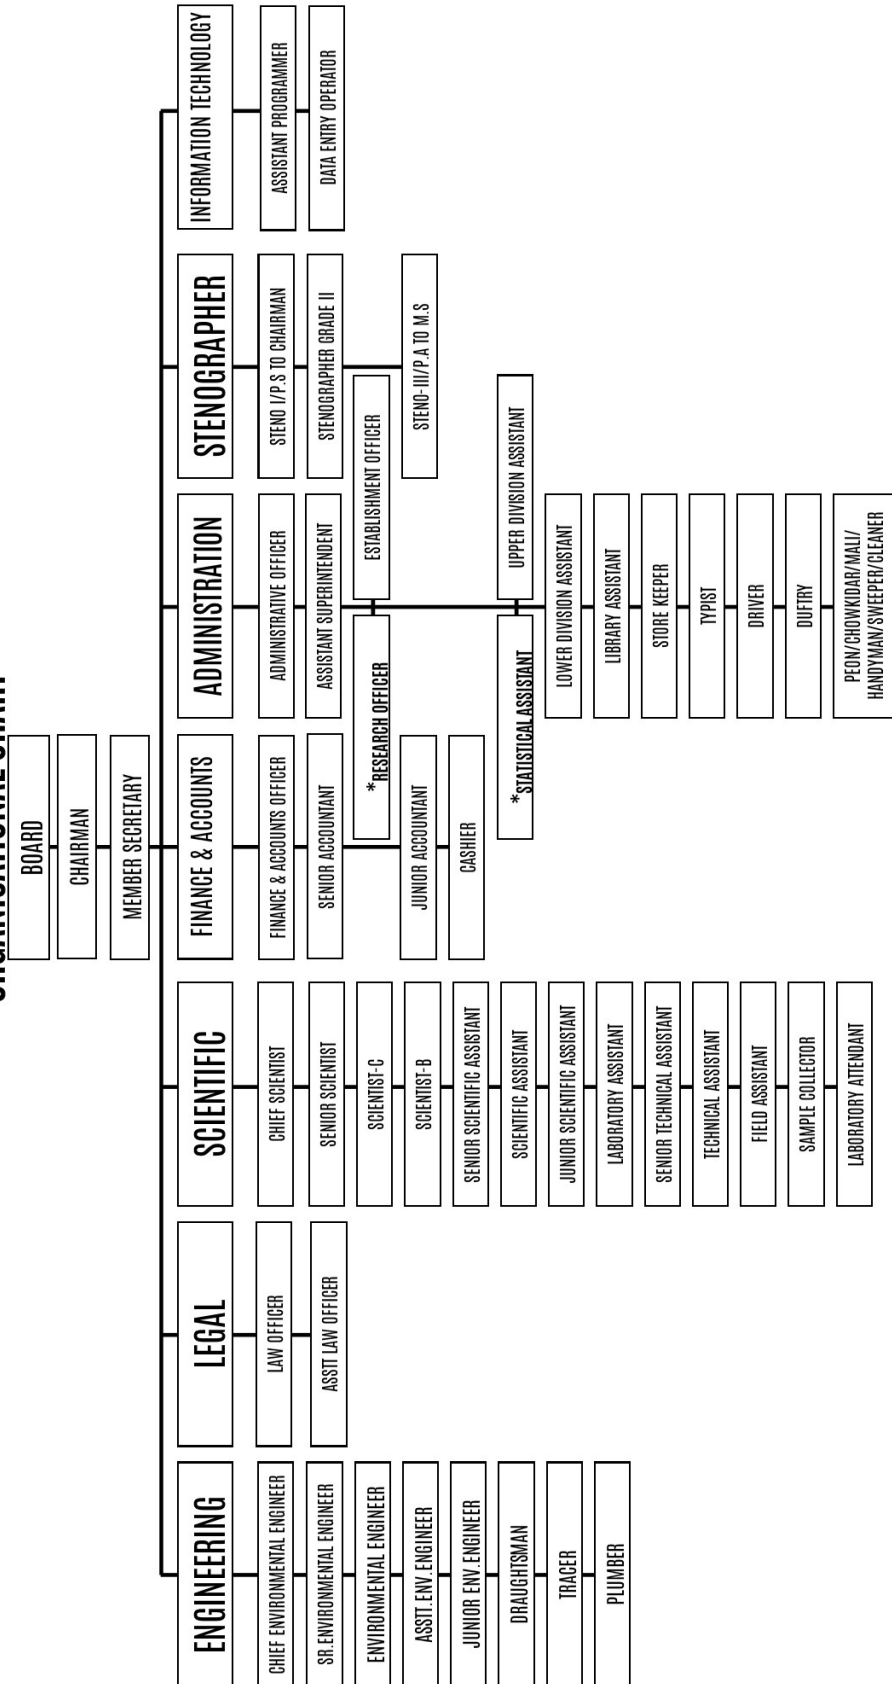 ORGANISATIONAL CHART
BOARD
CHAIRMAN
MEMBER SECRETARY
ENGINEERING
CHIEF ENVIRONMENTAL ENGINEER
SR.ENVIRONMENTAL ENGINEER
ENVIRONMENTAL ENGINEER
ASSTT.ENV.ENGINEER
JUNIOR ENV.ENGINEER
DRAUGHTSMAN
TRACER
PLUMBER
LEGAL
LAW OFFICER
ASSTT LAW OFFICER
SCIENTIFIC
CHIEF SCIENTIST
SENIOR SCIENTIST
SCIENTIST-C
SCIENTIST-B
SENIOR SCIENTIFIC ASSISTANT
SCIENTIFIC ASSISTANT
JUNIOR SCIENTIFIC ASSISTANT
LABORATORY ASSISTANT
SENIOR TECHNICAL ASSISTANT
TECHNICAL ASSISTANT
FIELD ASSISTANT
SAMPLE COLLECTOR
LABORATORY ATENDANT
FINANCE & ACCOUNTS
FINANCE & ACCOUNTS OFFICER
SENIOR ACCOUNTANT
JUNIOR ACCOUNTANT
CASHIER
ADMINISTRATION
ADMINISTRATIVE OFFICER
ASSISTANT SUPERINTENDENT
*RESEARCH OFFICER
ESTABLISHMENT OFFICER
*STATISTICAL ASSISTANT
UPPER DIVISION ASSISTANT
LOWER DIVISION ASSISTANT
LIBRARY ASSISTANT
STORE KEEPER
TYPIST
DRIVER
DUFTRY
PEON/CHOWKIDAR/MALI/
HANDYMAN/SWEEPER/CLEANER
STENOGRAPHER
STENO I/P.S TO CHAIRMAN
STENOGRAPHER GRADE II
STENO-III/P.A TO M.S
INFORMATION TECHNOLOGY
ASSISTANT PROGRAMMER
DATA ENTRY OPERATOR